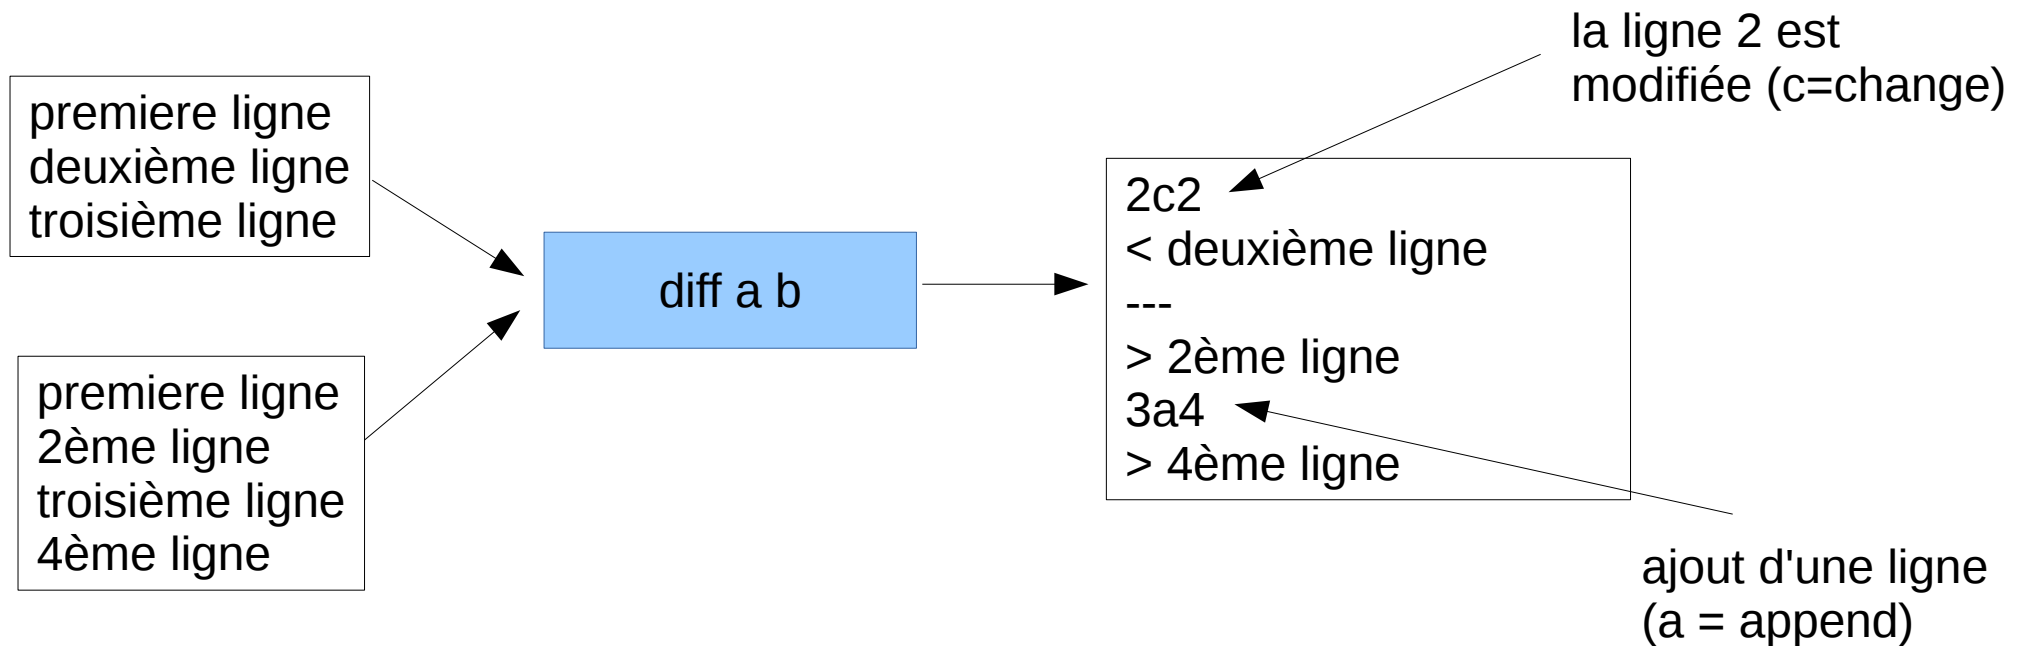 premiere ligne
deuxième ligne
troisième ligne
premiere ligne
2ème ligne
troisième ligne
4ème ligne
diff a b
la ligne 2 est
modifiée (c=change)
2c2
< deuxième ligne
---
> 2ème ligne
3a4
> 4ème ligne
ajout d'une ligne
(a = append)